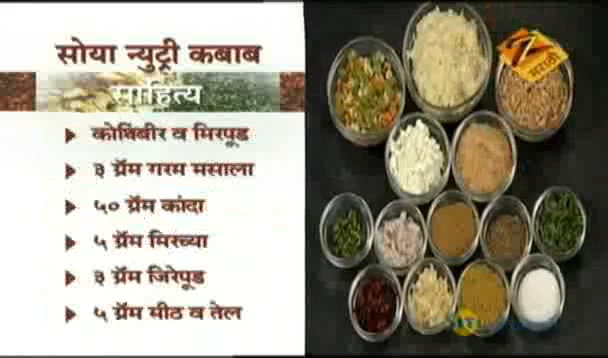 सोया न्युट्री कबाब
साहित्य
कोथिंबीर व मिरपूड
३ ग्रॅम गरम मसाला
५० ग्रॅम कांदा
५ ग्रॅम मिरच्या
३ ग्रॅम जिरेपूड
५ ग्रॅम मीठ व तेल
मराठी